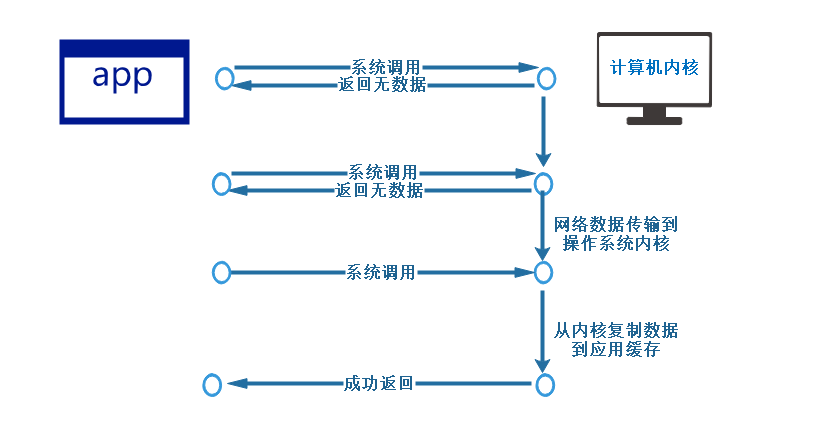 app
计算机内核
系统调用
返回无数据
系统调用
返回无数据
网络数据传输到
操作系统内核
系统调用
从内核复制数据
到应用缓存
成功返回